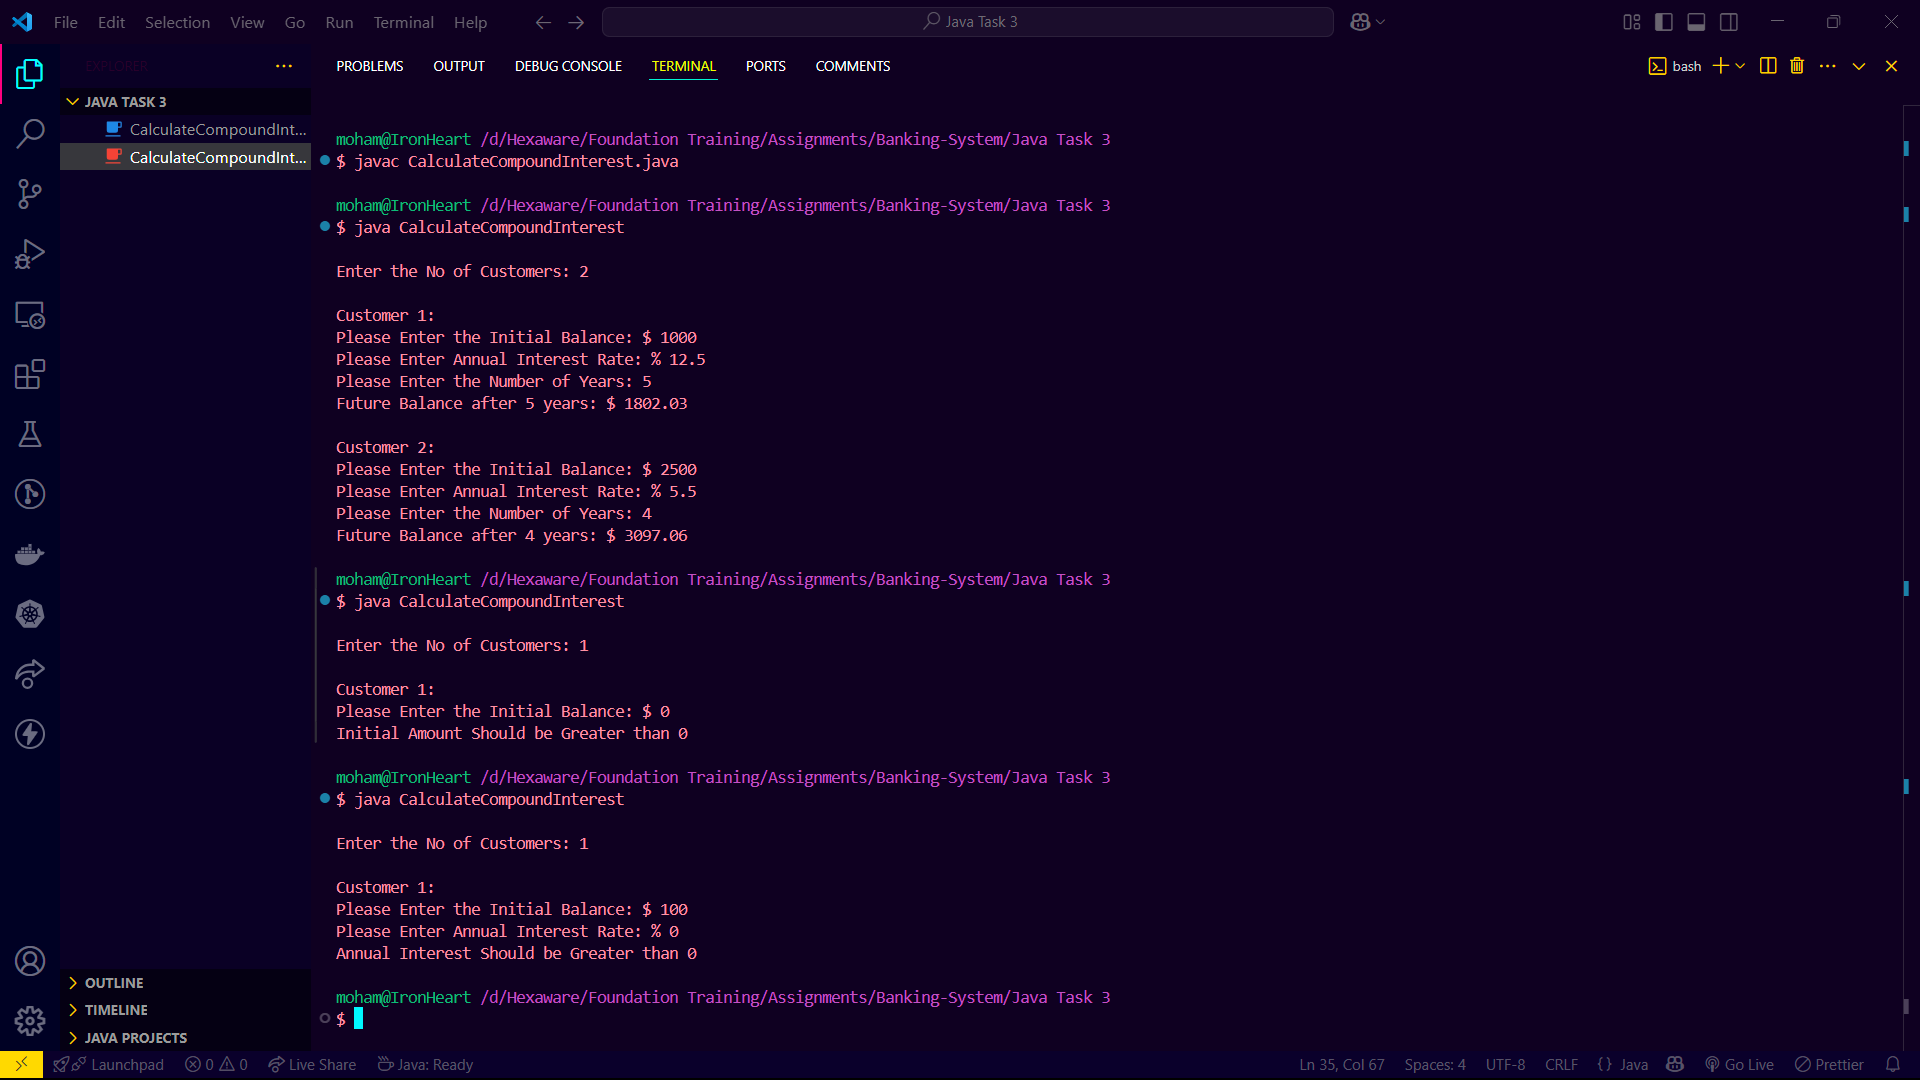 File Edit Selection View Go Run Terminal Help
Java Task 3
EXPLORER
PROBLEMS OUTPUT DEBUG CONSOLE TERMINAL PORTS COMMENTS
bash
JAVA TASK 3
CalculateCompoundInt...
CalculateCompoundInt...
moham@IronHeart /d/Hexaware/Foundation Training/Assignments/Banking-System/Java Task 3
$ javac CalculateCompoundInterest.java
moham@IronHeart /d/Hexaware/Foundation Training/Assignments/Banking-System/Java Task 3
$ java CalculateCompoundInterest
Enter the No of Customers: 2
Customer 1:
Please Enter the Initial Balance: $ 1000
Please Enter Annual Interest Rate: % 12.5
Please Enter the Number of Years: 5
Future Balance after 5 years: $ 1802.03
Customer 2:
Please Enter the Initial Balance: $ 2500
Please Enter Annual Interest Rate: % 5.5
Please Enter the Number of Years: 4
Future Balance after 4 years: $ 3097.06
moham@IronHeart /d/Hexaware/Foundation Training/Assignments/Banking-System/Java Task 3
$ java CalculateCompoundInterest
Enter the No of Customers: 1
Customer 1:
Please Enter the Initial Balance: $ 0
Initial Amount Should be Greater than 0
moham@IronHeart /d/Hexaware/Foundation Training/Assignments/Banking-System/Java Task 3
$ java CalculateCompoundInterest
Enter the No of Customers: 1
Customer 1:
Please Enter the Initial Balance: $ 100
Please Enter Annual Interest Rate: % 0
Annual Interest Should be Greater than 0
moham@IronHeart /d/Hexaware/Foundation Training/Assignments/Banking-System/Java Task 3
$
OUTLINE
TIMELINE
JAVA PROJECTS
Launchpad 0 0 Live Share Java: Ready
Ln 35, Col 67 Spaces: 4 UTF-8 CRLF {} Java Go Live Prettier